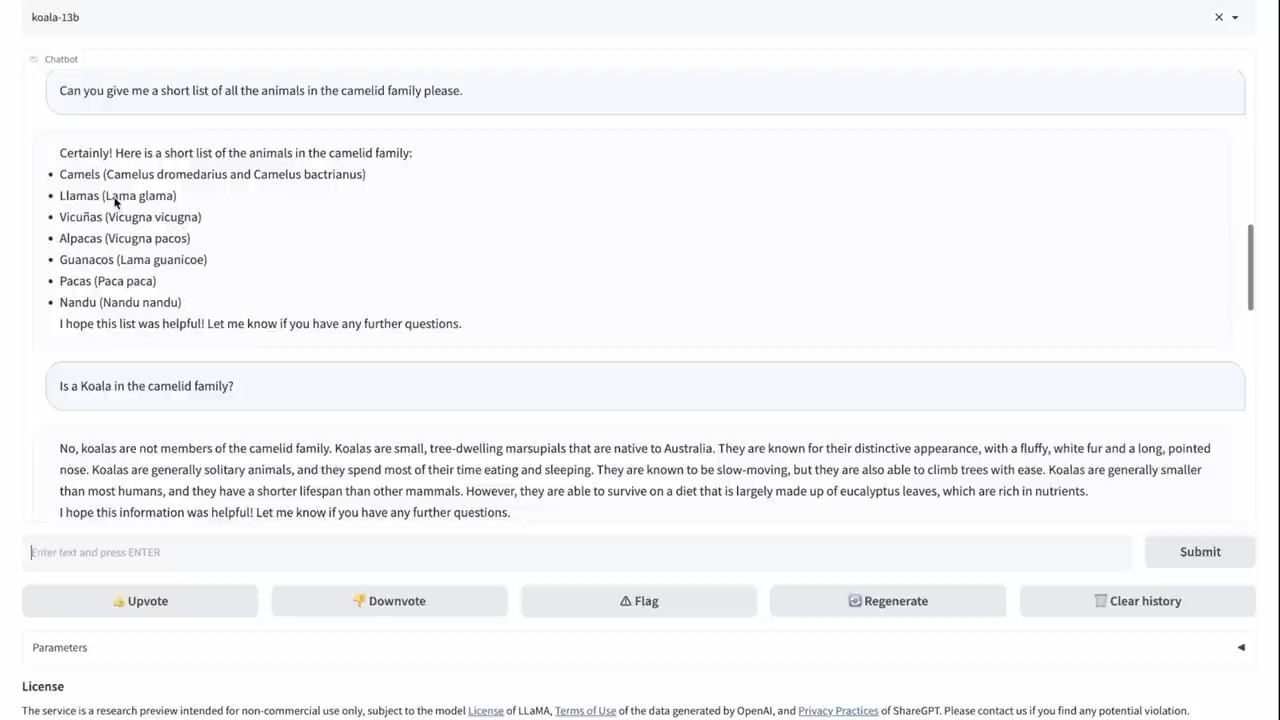 koala-13b
Chatbot
Can you give me a short list of all the animals in the camelid family please.
Certainly! Here is a short list of the animals in the camelid family:
• Camels (Camelus dromedarius and Camelus bactrianus)
• Llamas (Lama glama)
• Vicuñas (Vicugna vicugna)
• Alpacas (Vicugna pacos)
• Guanacos (Lama guanicoe)
• Pacas (Paca paca)
• Nandu (Nandu nandu)
I hope this list was helpful! Let me know if you have any further questions.
Is a Koala in the camelid family?
No, koalas are not members of the camelid family. Koalas are small, tree-dwelling marsupials that are native to Australia. They are known for their distinctive appearance, with a fluffy, white fur and a long, pointed
nose. Koalas are generally solitary animals, and they spend most of their time eating and sleeping. They are known to be slow-moving, but they are also able to climb trees with ease. Koalas are generally smaller
than most humans, and they have a shorter lifespan than other mammals. However, they are able to survive on a diet that is largely made up of eucalyptus leaves, which are rich in nutrients.
I hope this information was helpful! Let me know if you have any further questions.
Enter text and press ENTER
Submit
👍 Upvote
👎 Downvote
⚠ Flag
🔄 Regenerate
🗑 Clear history
Parameters
License
The service is a research preview intended for non-commercial use only, subject to the model License of LLaMA, Terms of Use of the data generated by OpenAI, and Privacy Practices of ShareGPT. Please contact us if you find any potential violation.